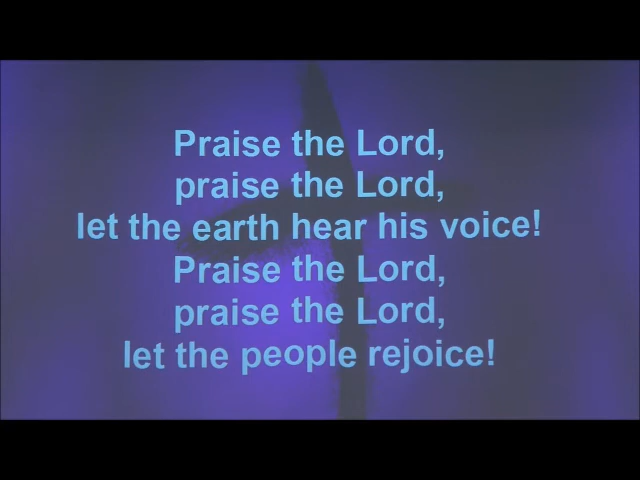 Praise the Lord,
praise the Lord,
let the earth hear his voice!
Praise the Lord,
praise the Lord,
let the people rejoice!